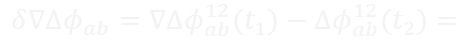 δ∇Δϕ_{ab} = ∇Δϕ_{ab}^{12}(t_1) − Δϕ_{ab}^{12}(t_2) =